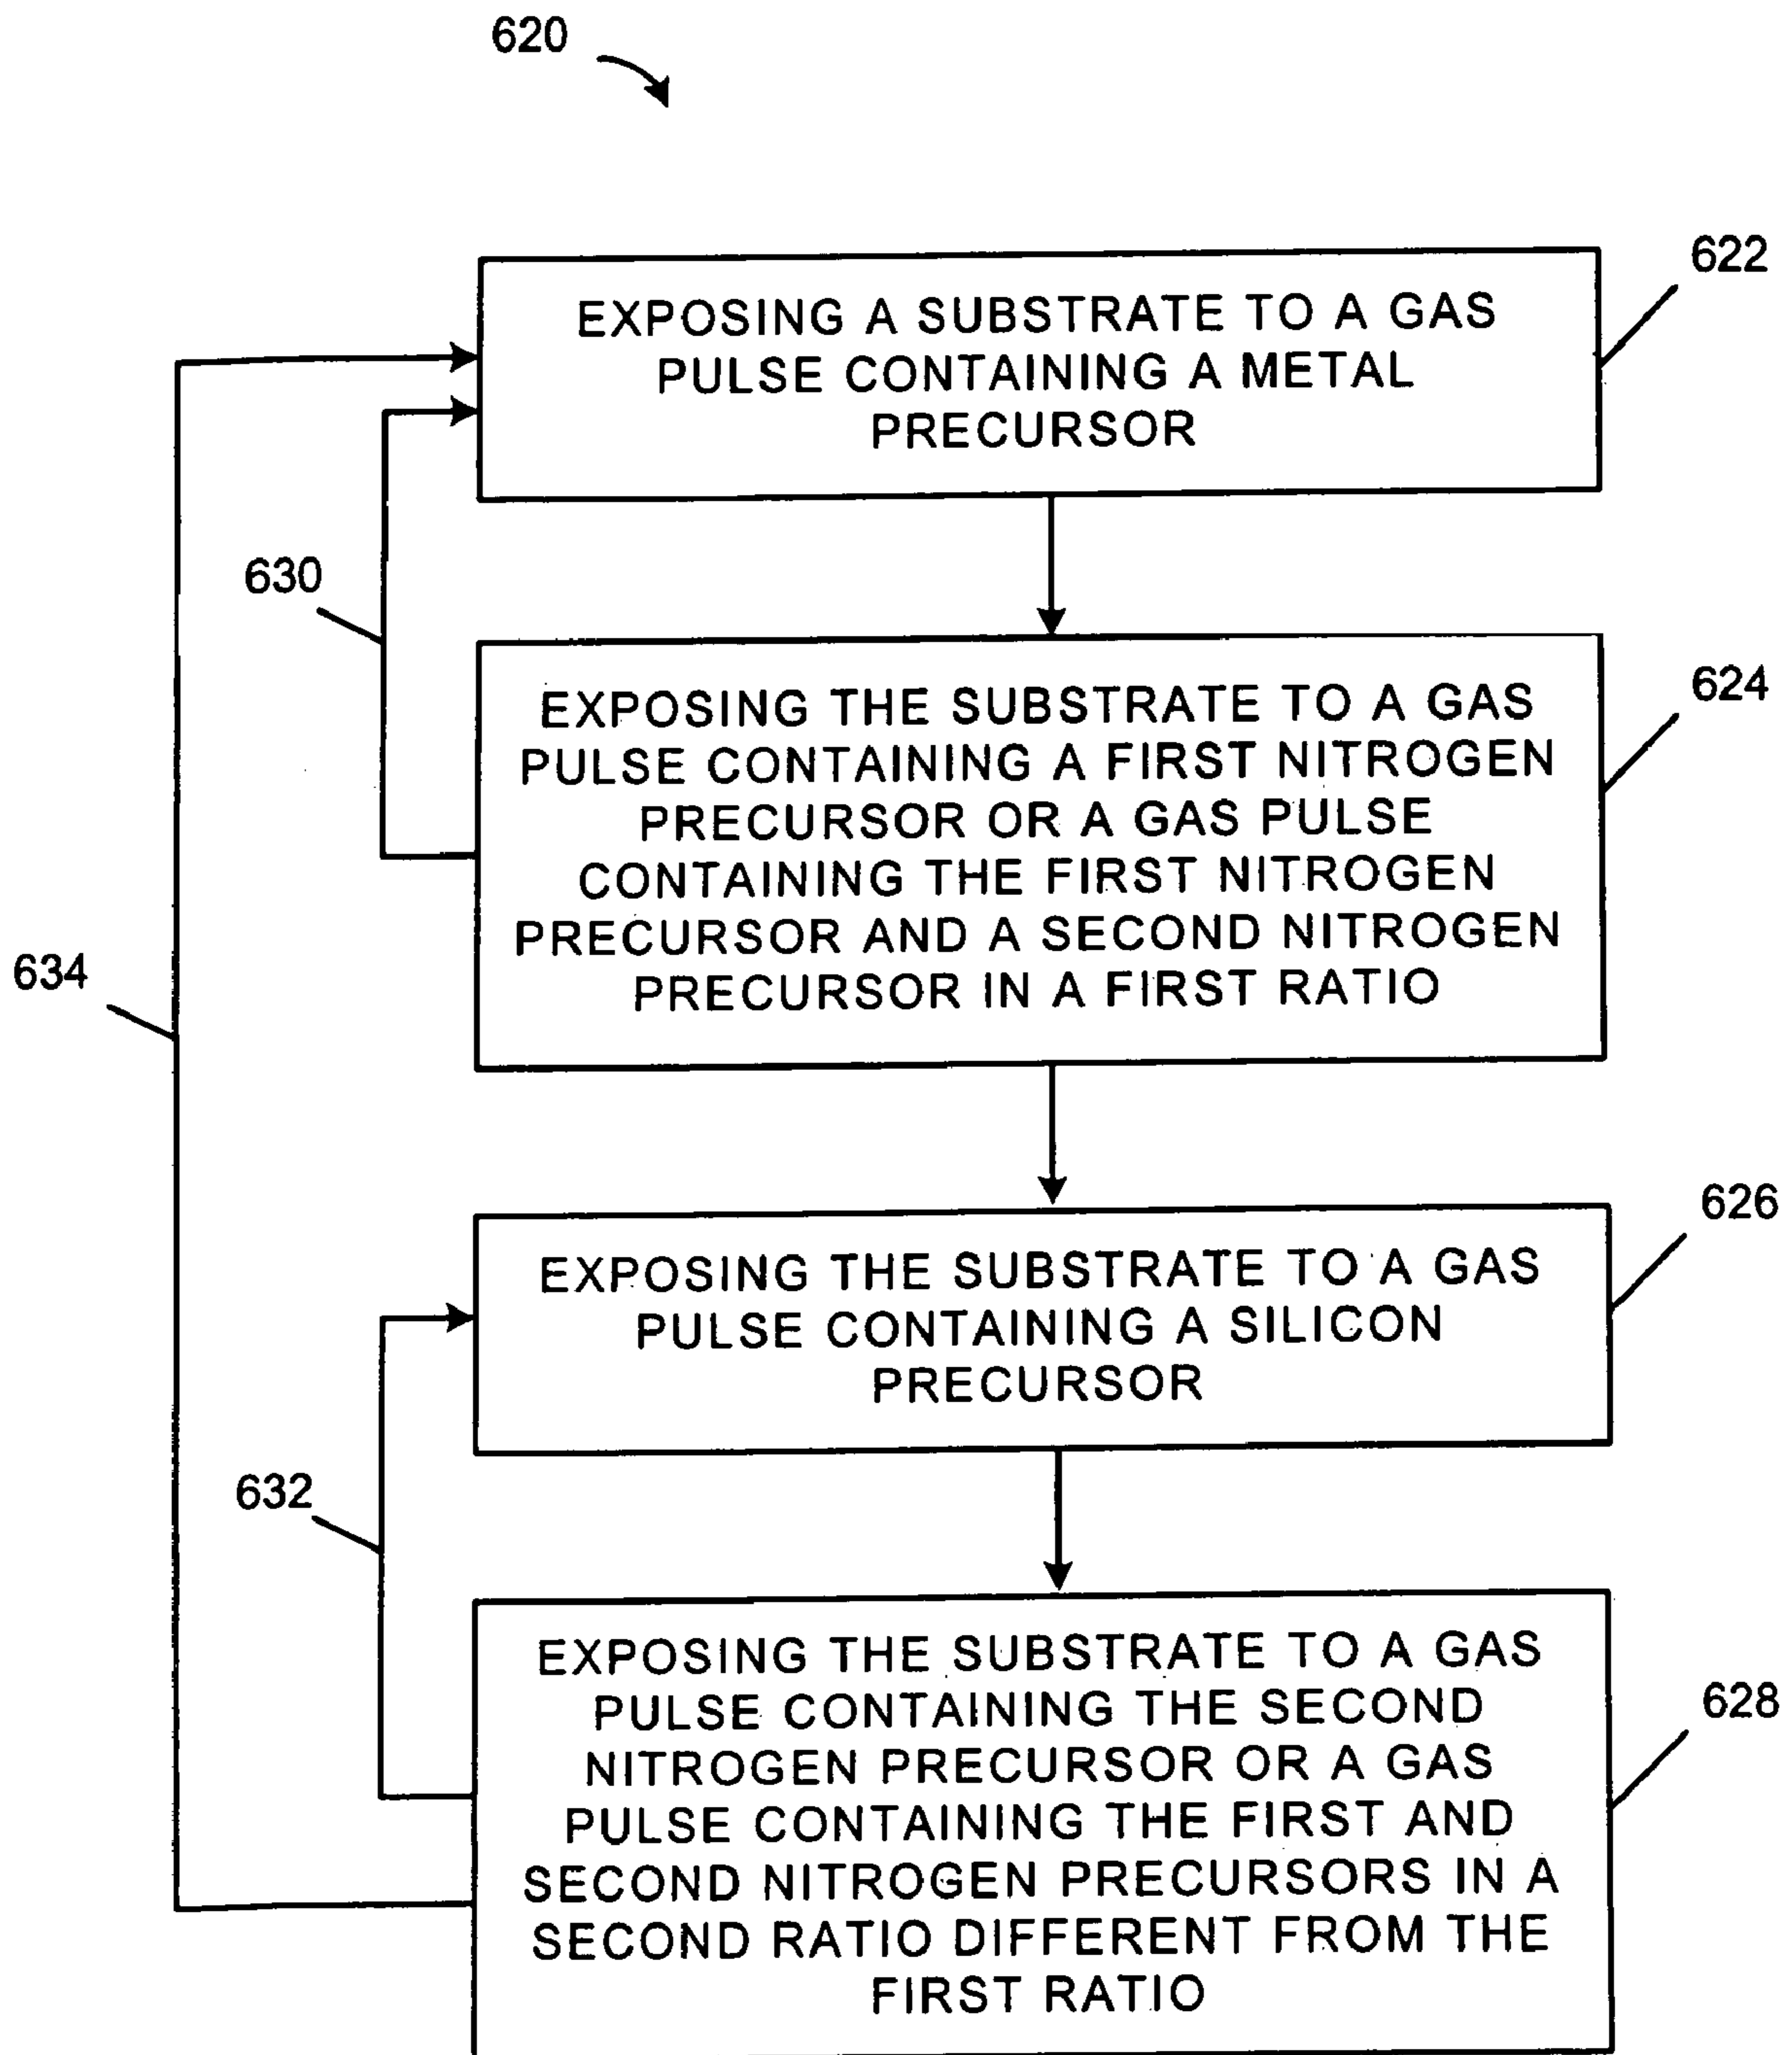 620
622
EXPOSING A SUBSTRATE TO A GAS
PULSE CONTAINING A METAL
PRECURSOR
630
624
EXPOSING THE SUBSTRATE TO A GAS
PULSE CONTAINING A FIRST NITROGEN
PRECURSOR OR A GAS PULSE
CONTAINING THE FIRST NITROGEN
PRECURSOR AND A SECOND NITROGEN
PRECURSOR IN A FIRST RATIO
634
626
EXPOSING THE SUBSTRATE TO A GAS
PULSE CONTAINING A SILICON
PRECURSOR
632
628
EXPOSING THE SUBSTRATE TO A GAS
PULSE CONTAINING THE SECOND
NITROGEN PRECURSOR OR A GAS
PULSE CONTAINING THE FIRST AND
SECOND NITROGEN PRECURSORS IN A
SECOND RATIO DIFFERENT FROM THE
FIRST RATIO